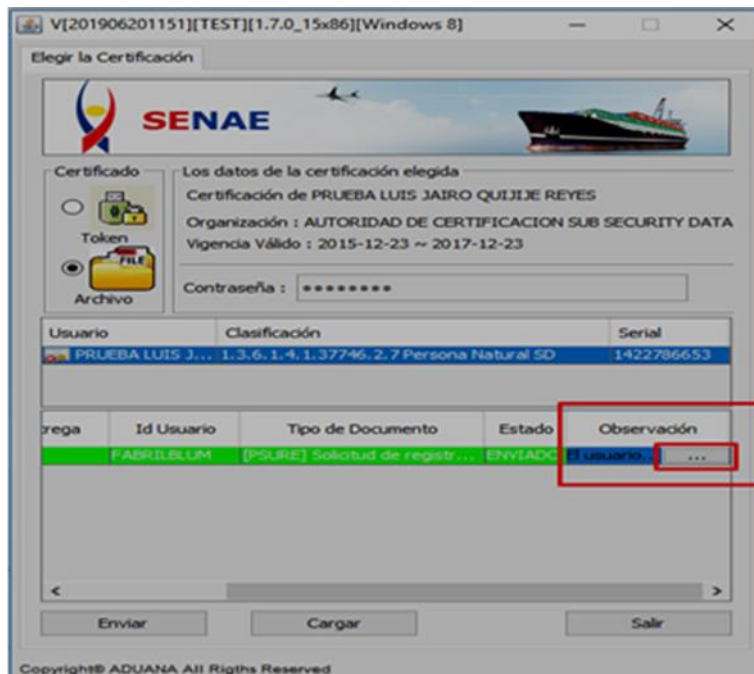 V[201906201151][TEST][1.7.0_15x86][Windows 8]
Elegir la Certificación
SENAE
Certificado
Token
FILE
Archivo
Los datos de la certificación elegida
Certificación de PRUEBA LUIS JAIRO QUIJIJE REYES
Organización : AUTORIDAD DE CERTIFICACION SUB SECURITY DATA
Vigencia Válido : 2015-12-23 ~ 2017-12-23
Contraseña : ********
Usuario Clasificación Serial
PRUEBA LUIS J... 1.3.6.1.4.1.37746.2.7 Persona Natural SD 1422786653
trega Id Usuario Tipo de Documento Estado Observación
FABRILBLUM [PSURE] Solicitud de registr... ENVIADO El usuario... ...
Enviar Cargar Salir
Copyright© ADUANA All Rigths Reserved